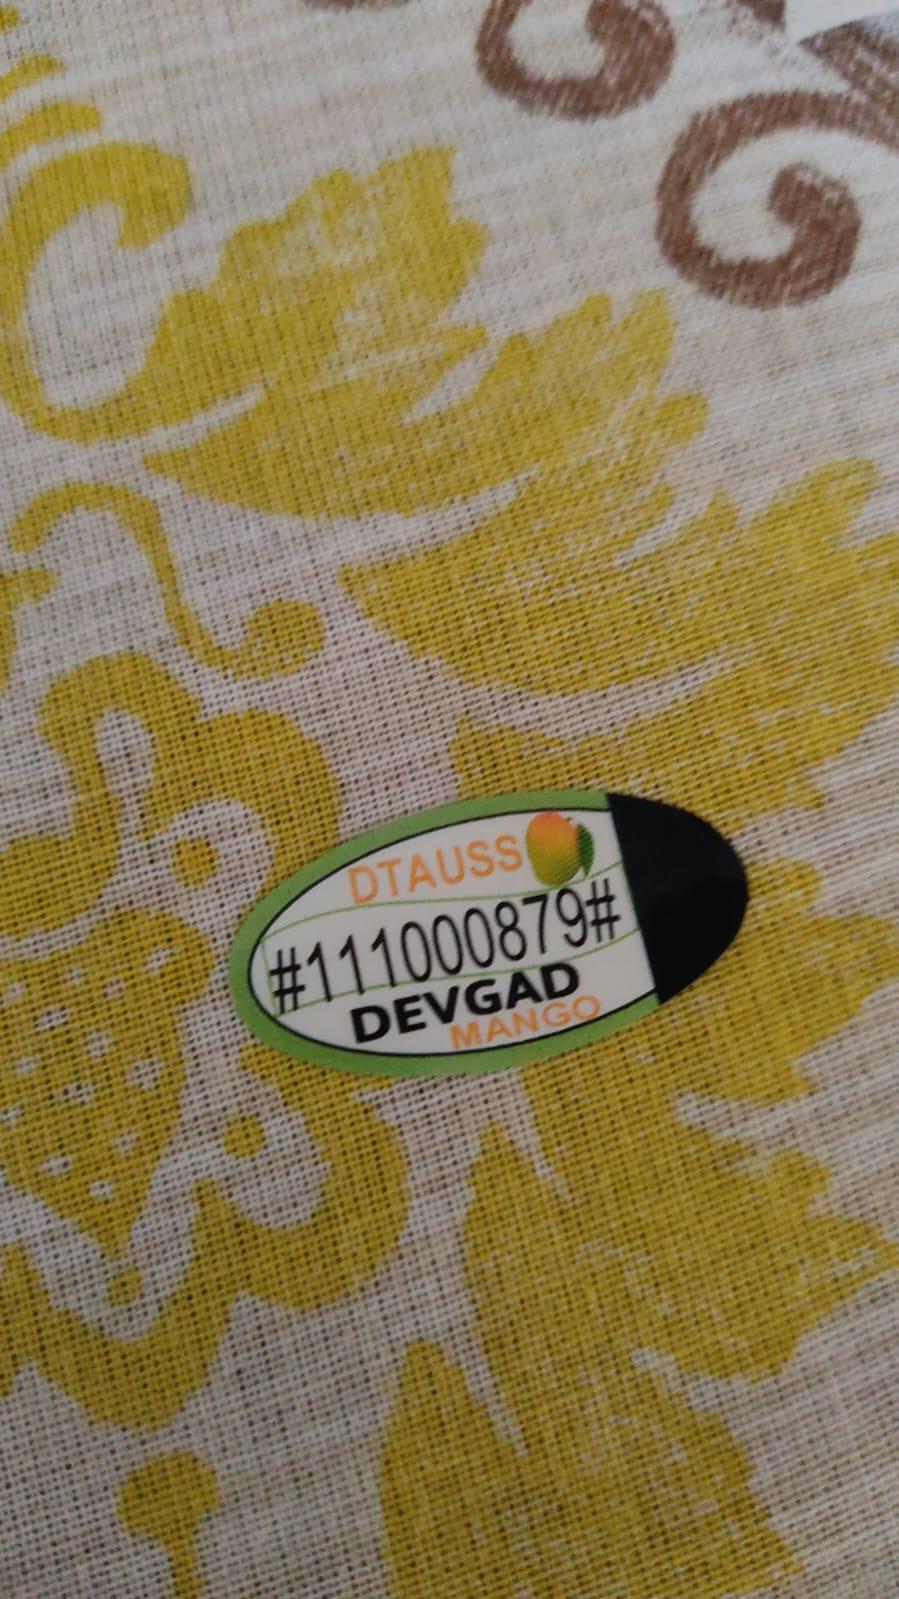 DTAUSS
#111000879#
DEVGAD
MANGO